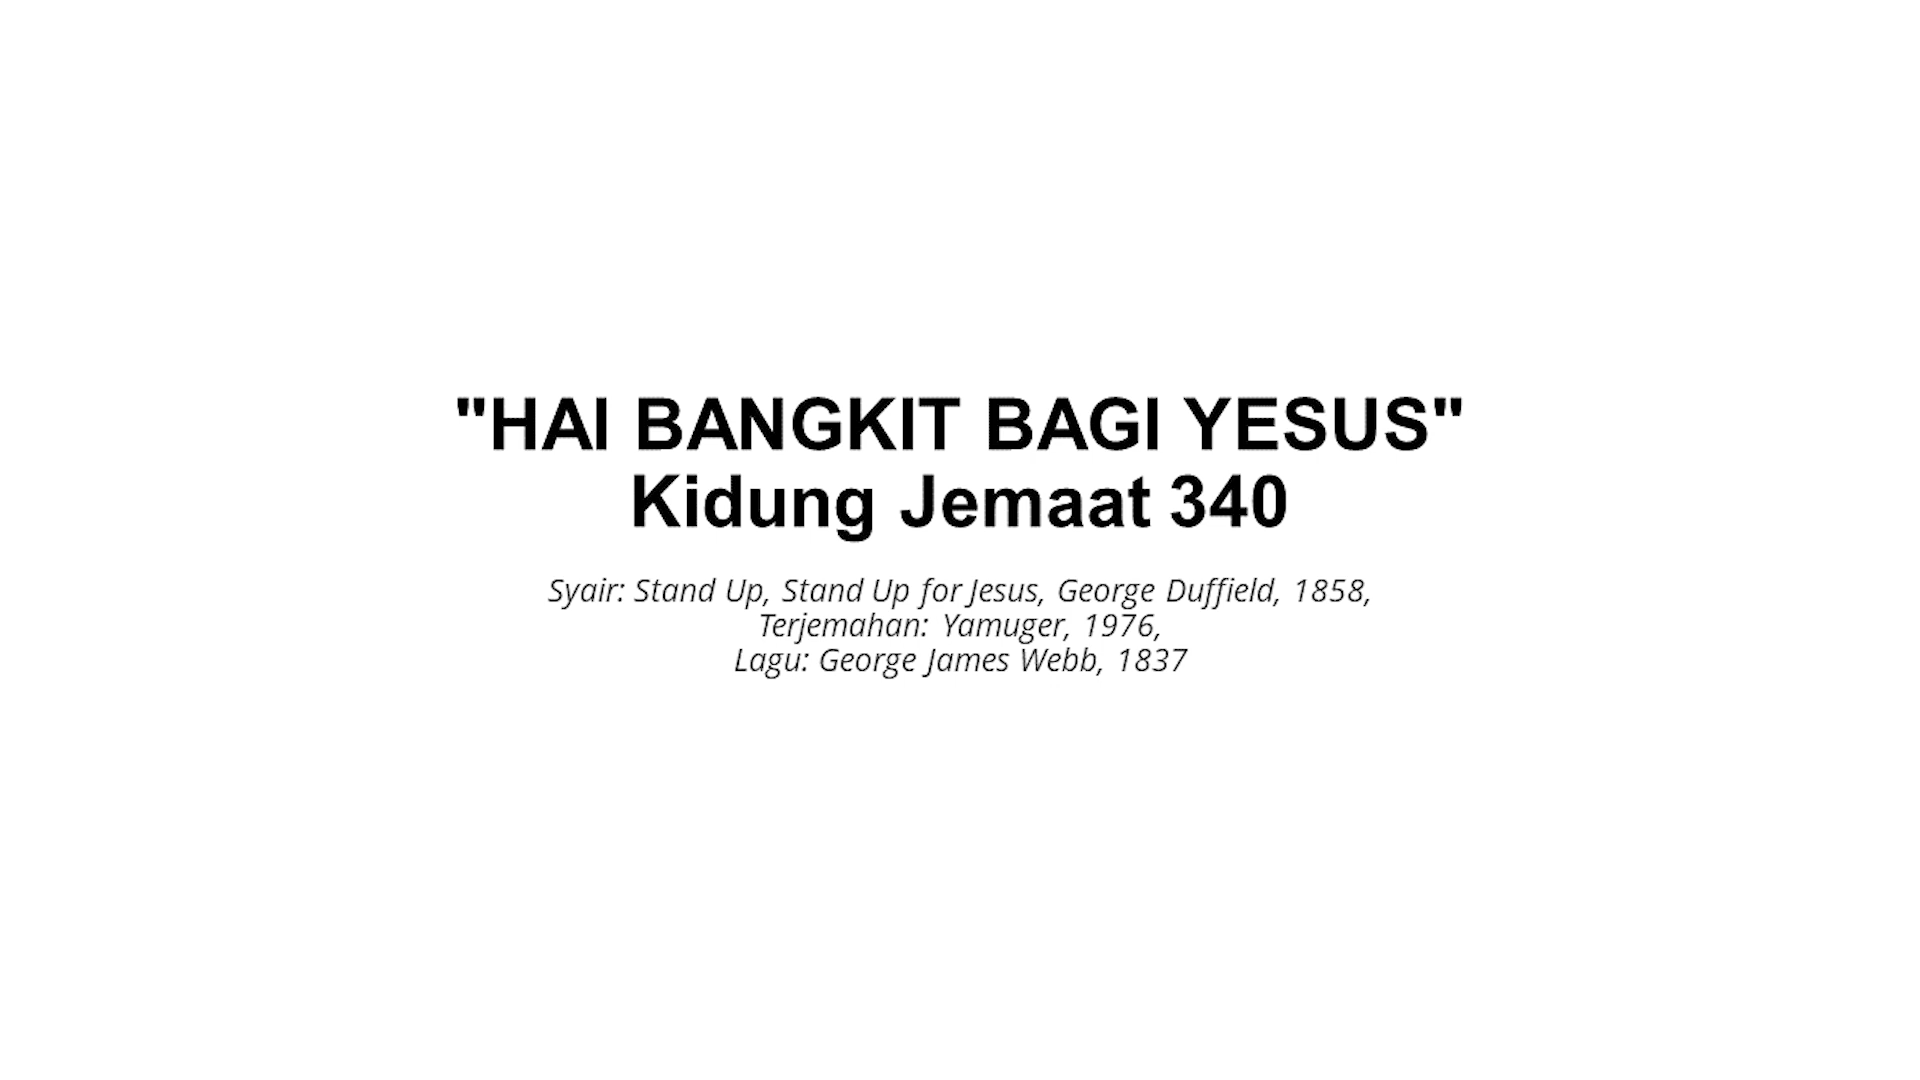 "HAI BANGKIT BAGI YESUS"
Kidung Jemaat 340
Syair: Stand Up, Stand Up for Jesus, George Duffield, 1858,
Terjemahan: Yamuger, 1976,
Lagu: George James Webb, 1837